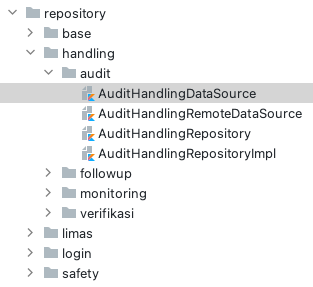 repository
base
handling
audit
AuditHandlingDataSource
AuditHandlingRemoteDataSource
AuditHandlingRepository
AuditHandlingRepositoryImpl
followup
monitoring
verifikasi
limas
login
safety